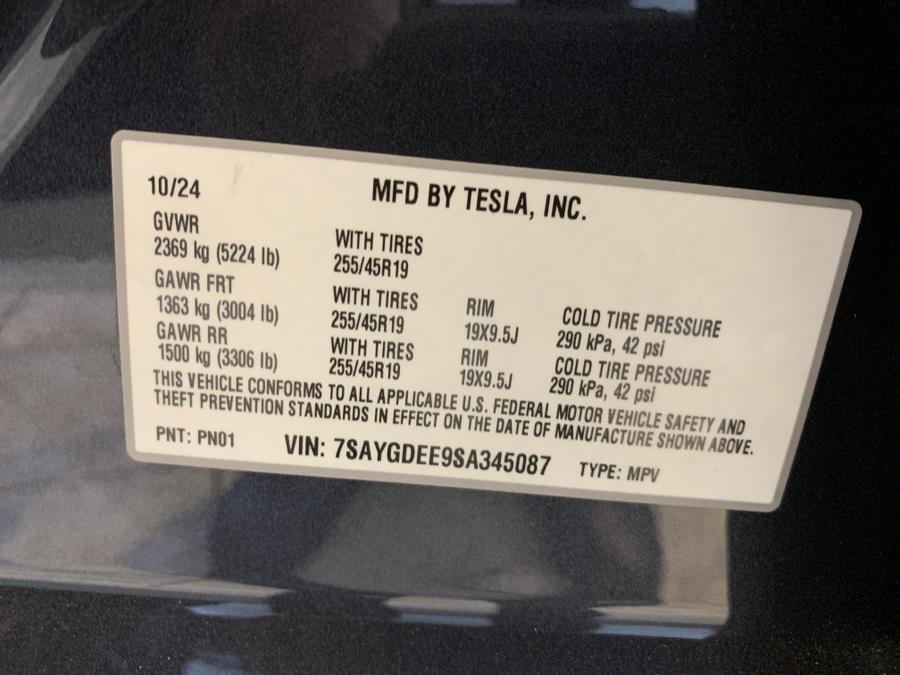 10/24 MFD BY TESLA, INC.
GVWR
2369 kg (5224 lb)
WITH TIRES
255/45R19
GAWR FRT
1363 kg (3004 lb)
WITH TIRES
255/45R19
RIM
19X9.5J
COLD TIRE PRESSURE
290 kPa, 42 psi
GAWR RR
1500 kg (3306 lb)
WITH TIRES
255/45R19
RIM
19X9.5J
COLD TIRE PRESSURE
290 kPa, 42 psi
THIS VEHICLE CONFORMS TO ALL APPLICABLE U.S. FEDERAL MOTOR VEHICLE SAFETY AND
THEFT PREVENTION STANDARDS IN EFFECT ON THE DATE OF MANUFACTURE SHOWN ABOVE.
PNT: PN01 VIN: 7SAYGDEE9SA345087 TYPE: MPV